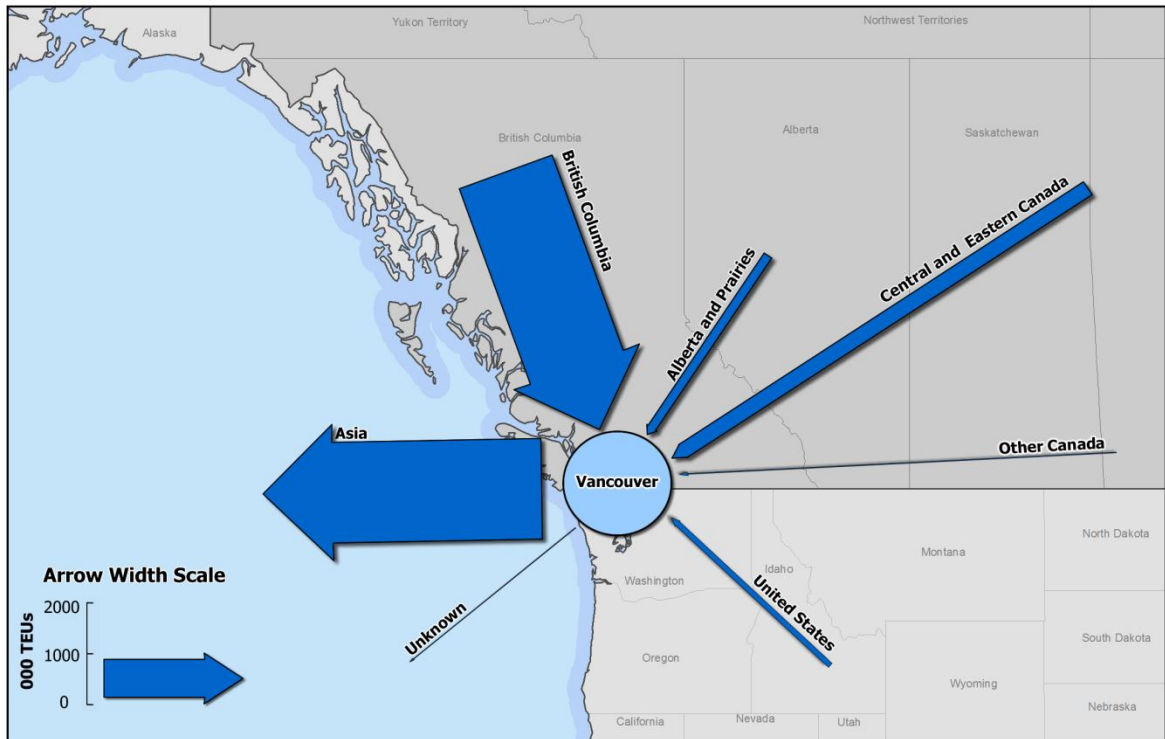 Alaska
Yukon Territory
Northwest Territories
British Columbia
Alberta
Saskatchewan
British Columbia
Alberta and Prairies
Central and Eastern Canada
Asia
Other Canada
Vancouver
Unknown
United States
Washington
Idaho
Montana
North Dakota
Oregon
South Dakota
Wyoming
Nebraska
California
Nevada
Utah
Arrow Width Scale
000 TEUs
2000
1000
0